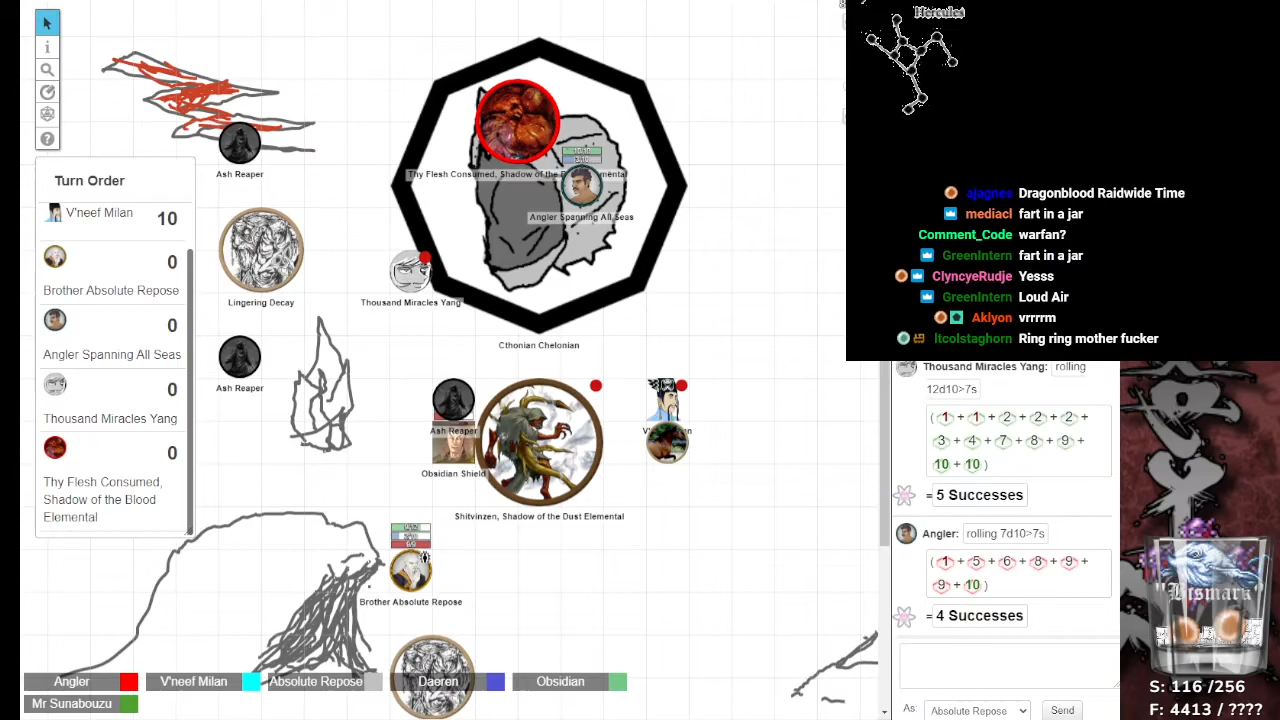 Turn Order
V'neef Milan 10
0
Brother Absolute Repose
0
Angler Spanning All Seas
0
Thousand Miracles Yang
0
Thy Flesh Consumed,
Shadow of the Blood
Elemental
Ash Reaper
Lingering Decay
Ash Reaper
Thy Flesh Consumed, Shadow of the
Angler Spanning All Seas
Thousand Miracles Yang
Cthonian Chelonian
Ash Reaper
Obsidian Shield
Shitvinzen, Shadow of the Dust Elemental
Brother Absolute Repose
Angler
V'neef Milan
Absolute Repose
Daeren
Obsidian
Mr Sunabouzu
Hercules
ajagnes Dragonblood Raidwide Time
mediacl fart in a jar
Comment_Code warfan?
GreenIntern fart in a jar
ClyncyeRudje Yesss
GreenIntern Loud Air
Aklyon vrrrrm
ltcolstaghorn Ring ring mother fucker
Thousand Miracles Yang: rolling
12d10>7s
( 1 + 1 + 2 + 2 + 2 +
3 + 4 + 7 + 8 + 9 +
10 + 10 )
= 5 Successes
Angler: rolling 7d10>7s
( 1 + 5 + 6 + 8 + 9 +
9 + 10 )
= 4 Successes
As: Absolute Repose Send
"Bismark"
S: 116 /256
F: 4413 / ????